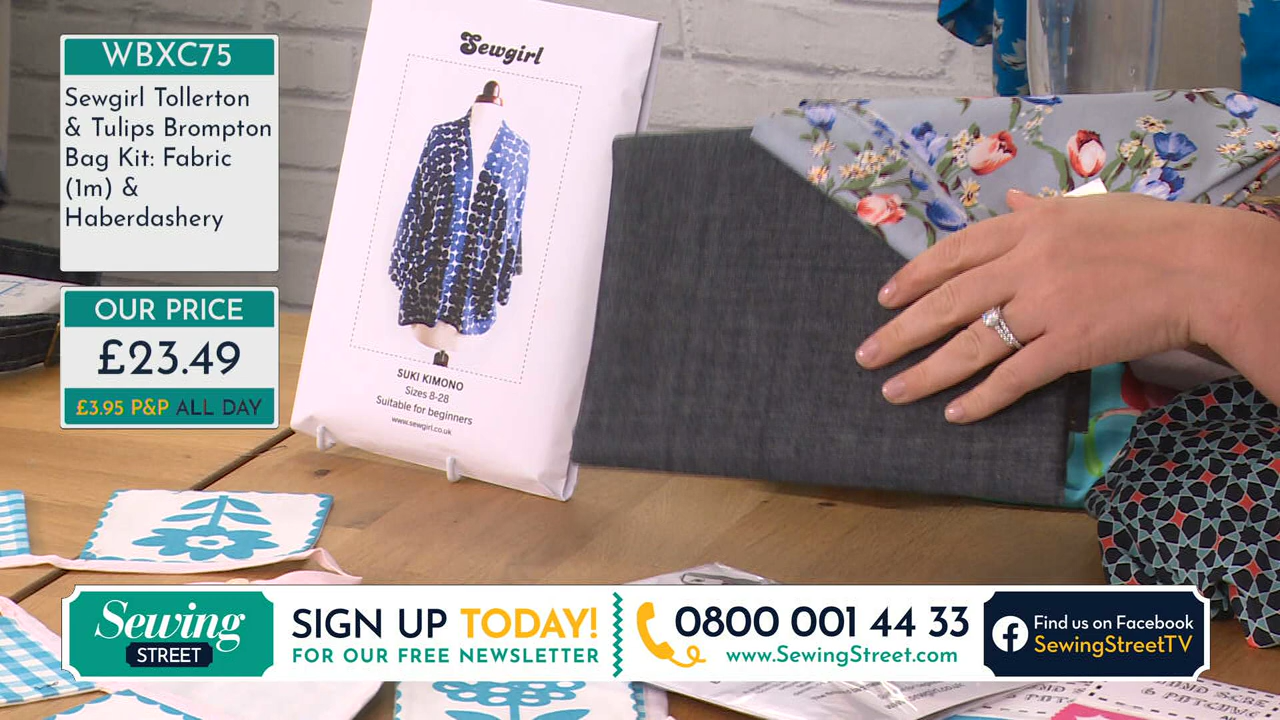 WBXC75
Sewgirl Tollerton
& Tulips Brompton
Bag Kit: Fabric
(1m) &
Haberdashery
OUR PRICE
£23.49
£3.95 P&P ALL DAY
Sewgirl
SUKI KIMONO
Sizes 8-28
Suitable for beginners
www.sewgirl.co.uk
Sewing
STREET
SIGN UP TODAY!
FOR OUR FREE NEWSLETTER
0800 001 44 33
www.SewingStreet.com
Find us on Facebook
SewingStreetTV